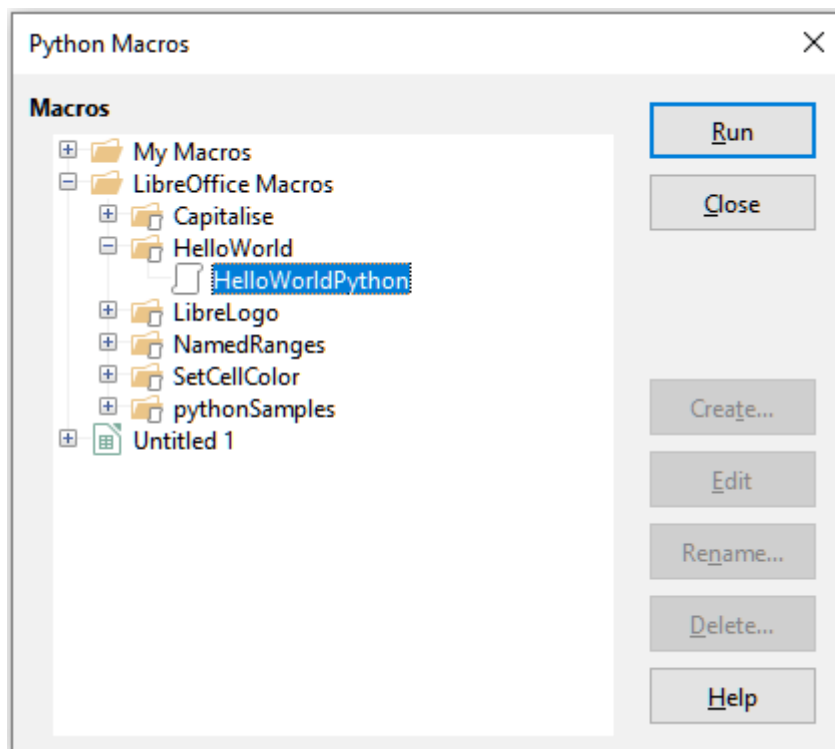 Python Macros
Macros
My Macros
LibreOffice Macros
Capitalise
HelloWorld
HelloWorldPython
LibreLogo
NamedRanges
SetCellColor
pythonSamples
Untitled 1
Run
Close
Create...
Edit
Rename...
Delete...
Help